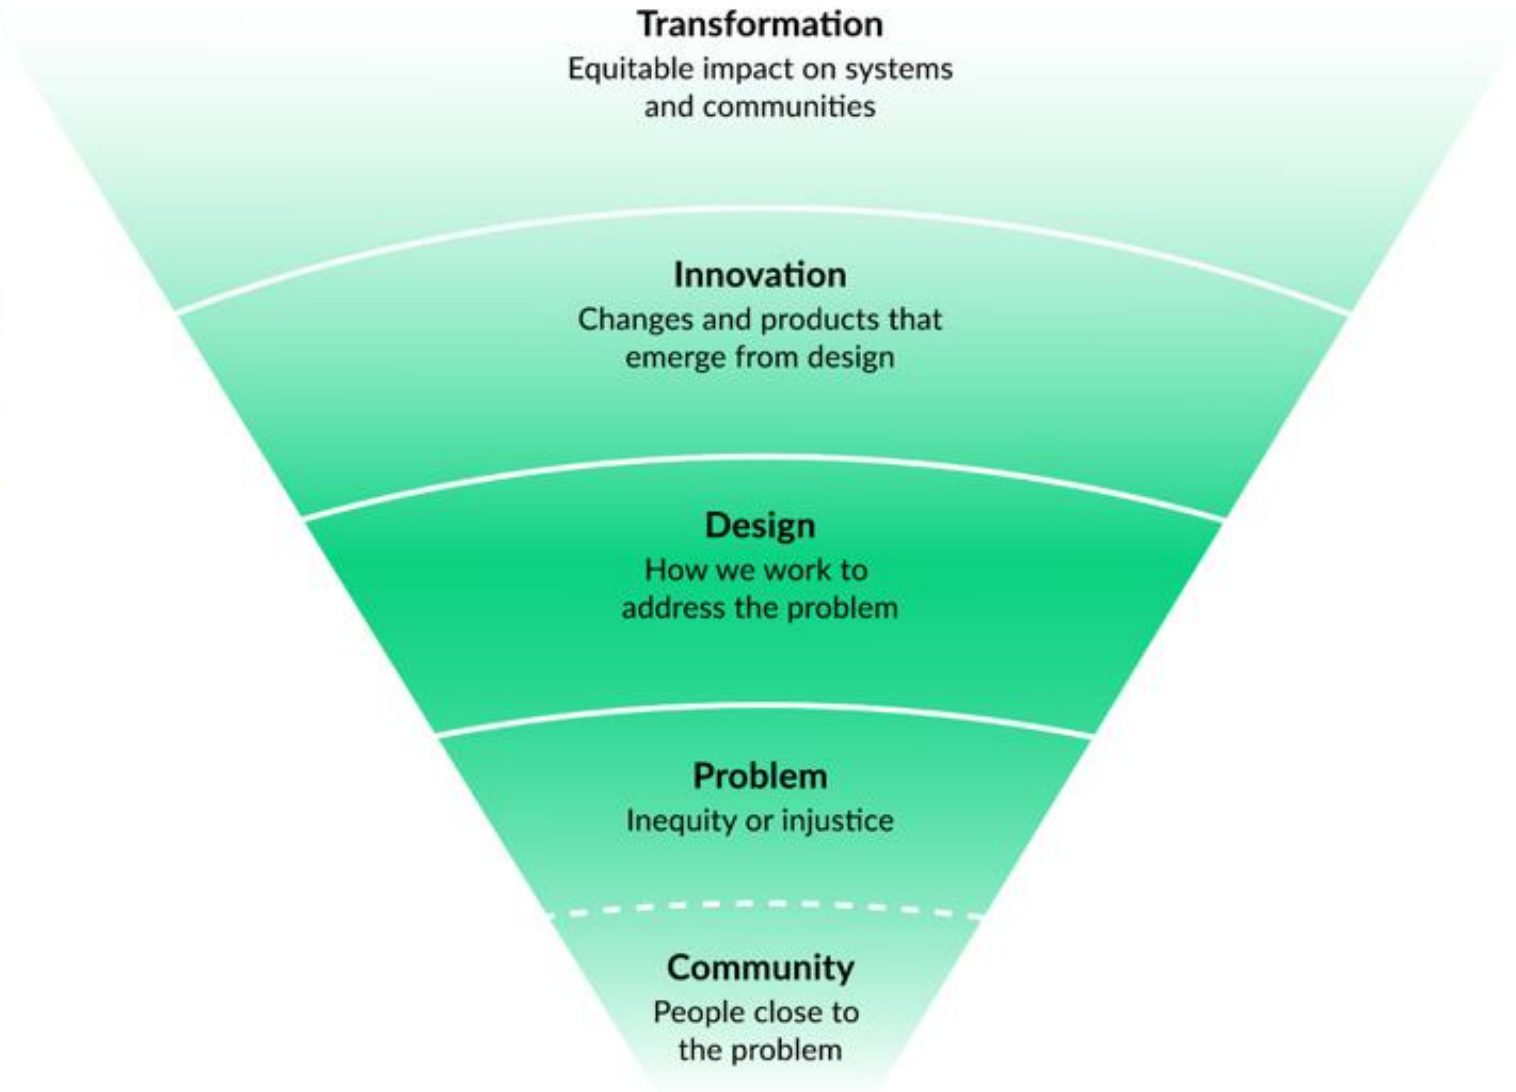 Transformation
Equitable impact on systems
and communities
Innovation
Changes and products that
emerge from design
Design
How we work to
address the problem
Problem
Inequity or injustice
Community
People close to
the problem